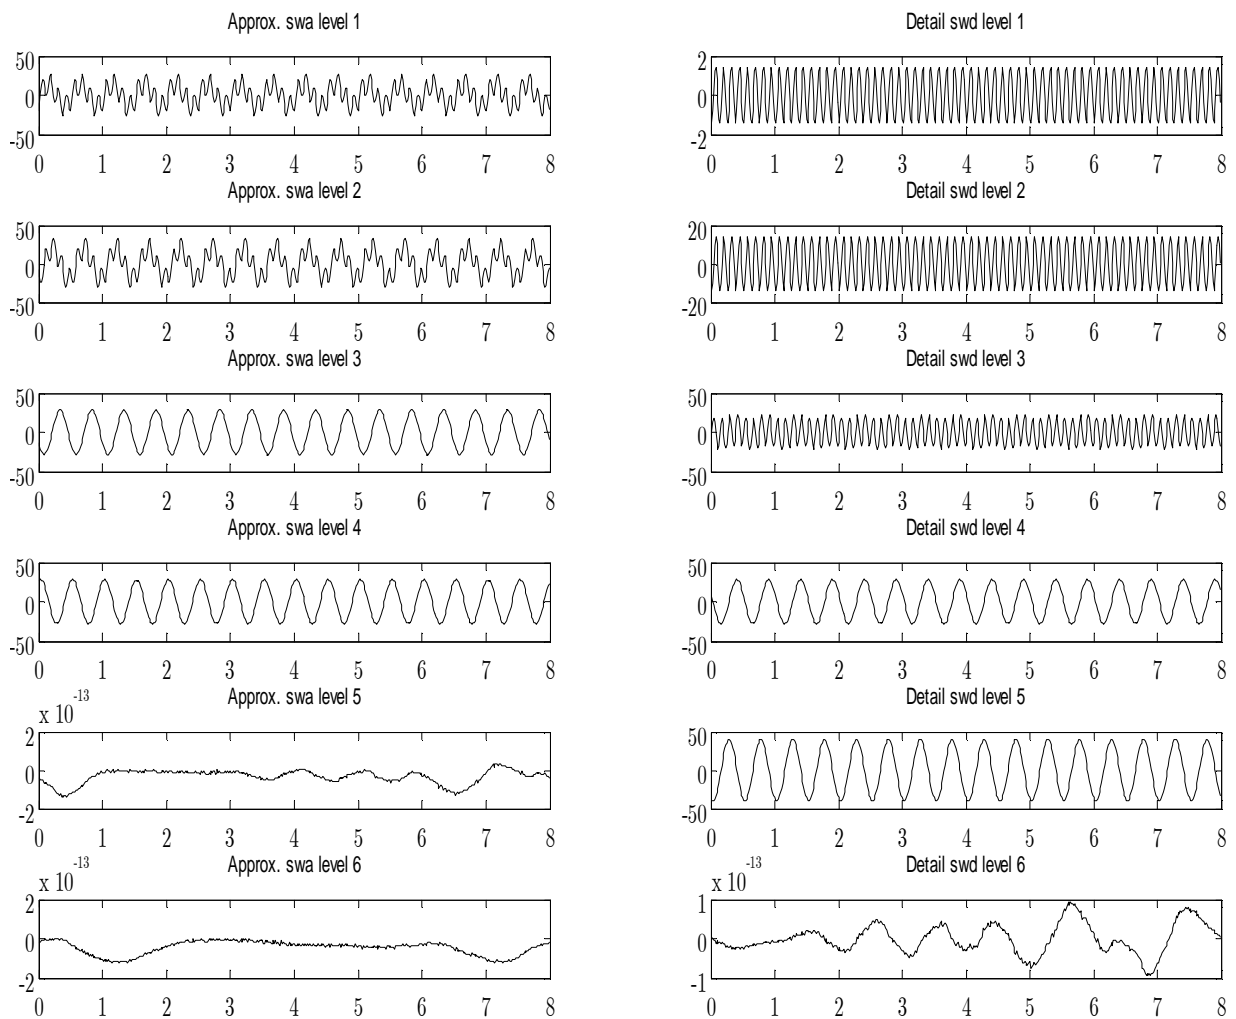 Approx. swa level 1
50
0
-50
0 1 2 3 4 5 6 7 8
Detail swd level 1
2
0
-2
0 1 2 3 4 5 6 7 8
Approx. swa level 2
50
0
-50
0 1 2 3 4 5 6 7 8
Detail swd level 2
20
0
-20
0 1 2 3 4 5 6 7 8
Approx. swa level 3
50
0
-50
0 1 2 3 4 5 6 7 8
Detail swd level 3
50
0
-50
0 1 2 3 4 5 6 7 8
Approx. swa level 4
50
0
-50
0 1 2 3 4 5 6 7 8
Detail swd level 4
50
0
-50
0 1 2 3 4 5 6 7 8
Approx. swa level 5
x 10^-13
2
0
-2
0 1 2 3 4 5 6 7 8
Detail swd level 5
50
0
-50
0 1 2 3 4 5 6 7 8
Approx. swa level 6
x 10^-13
2
0
-2
0 1 2 3 4 5 6 7 8
Detail swd level 6
x 10^-13
1
0
-1
0 1 2 3 4 5 6 7 8